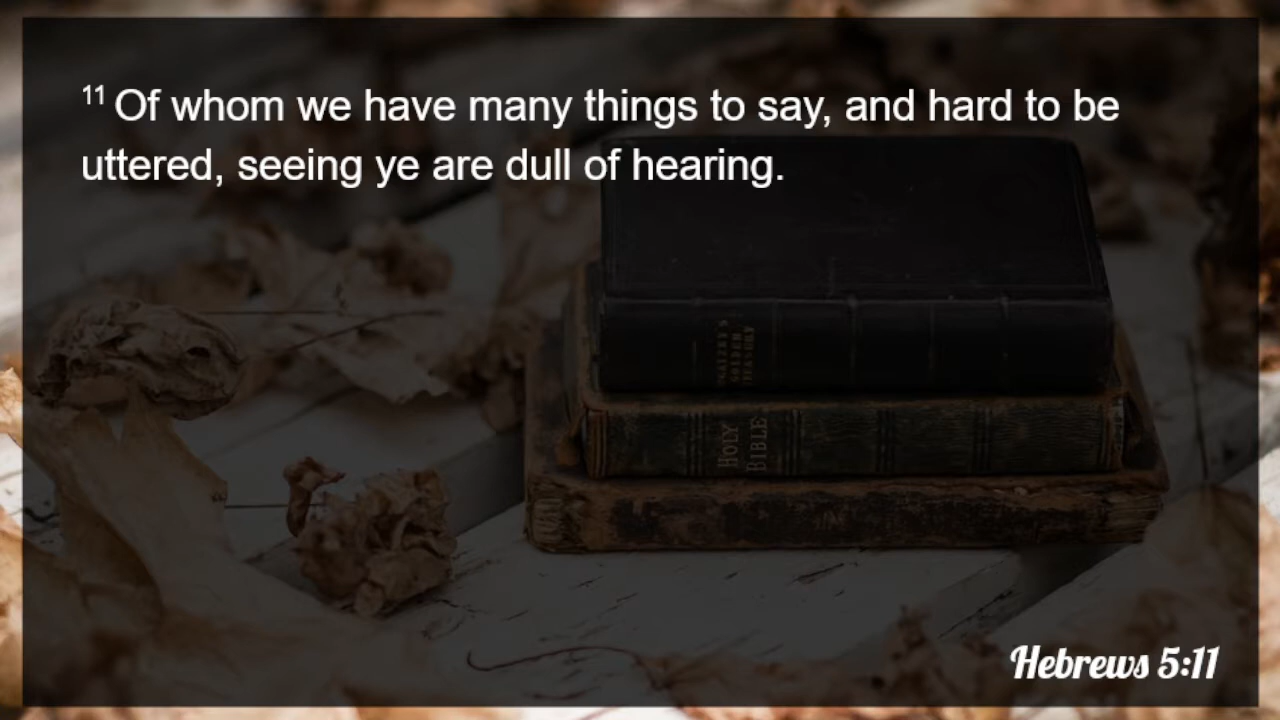 11 Of whom we have many things to say, and hard to be
uttered, seeing ye are dull of hearing.
HOLY
BIBLE
Hebrews 5:11